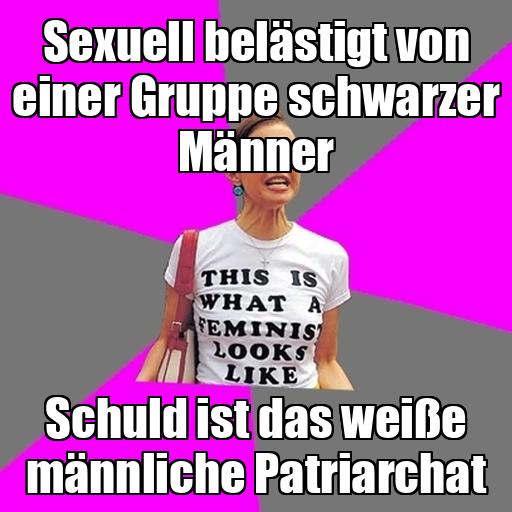 Sexuell belästigt von
einer Gruppe schwarzer
Männer
THIS IS
WHAT A
FEMINIST
LOOKS
LIKE
Schuld ist das weiße
männliche Patriarchat